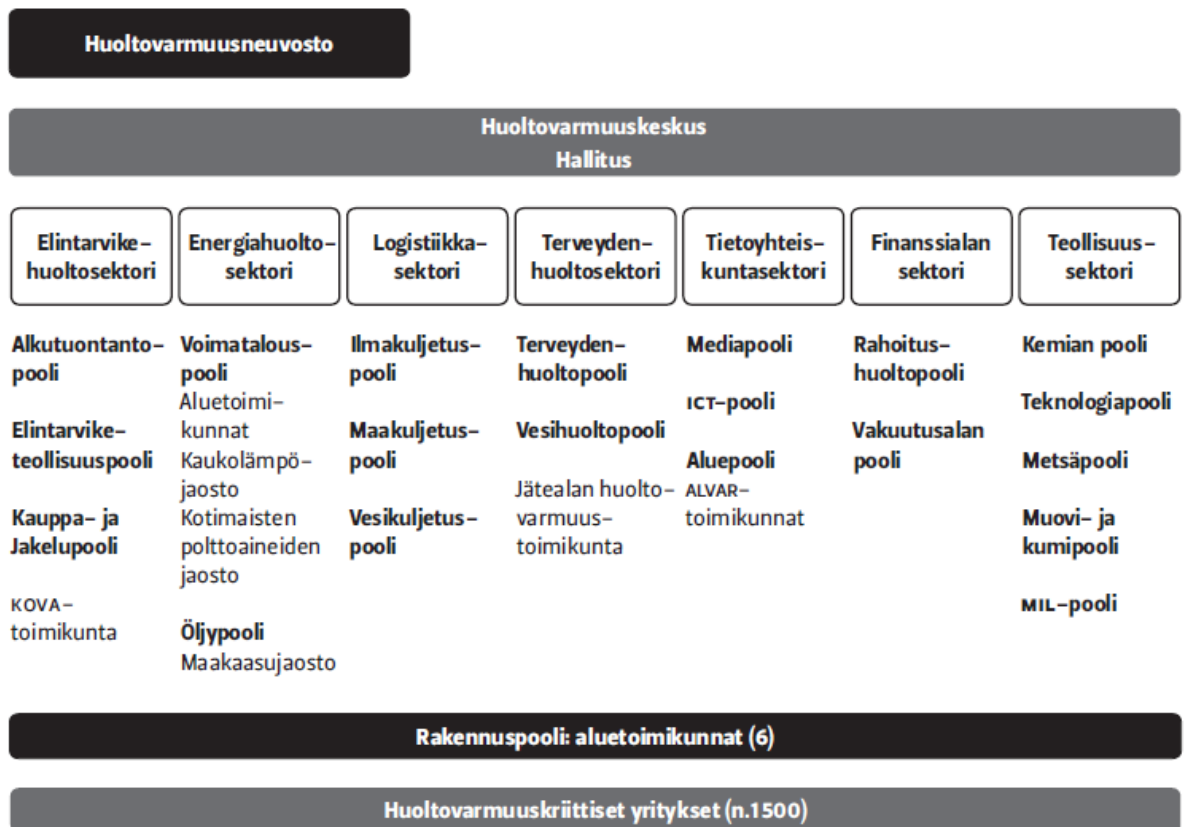 Huoltovarmuusneuvosto
Huoltovarmuuskeskus
Hallitus
Elintarvike–
huoltosektori
Energiahuolto–
sektori
Logistiikka–
sektori
Terveyden–
huoltosektori
Tietoyhteis–
kuntasektori
Finanssialan
sektori
Teollisuus–
sektori
Alkutuontanto–
pooli
Elintarvike–
teollisuuspooli
Kauppa– ja
Jakelupooli
KOVA–
toimikunta
Voimatalous–
pooli
Aluetoimi–
kunnat
Kaukolämpö–
jaosto
Kotimaisten
polttoaineiden
jaosto
Öljypooli
Maakaasujaosto
Ilmakuljetus–
pooli
Maakuljetus–
pooli
Vesikuljetus–
pooli
Terveyden–
huoltopooli
Vesihuoltopooli
Jätealan huolto–
varmuus–
toimikunta
Mediapooli
ICT–pooli
Aluepooli
ALVAR–
toimikunnat
Rahoitus–
huoltopooli
Vakuutusalan
pooli
Kemian pooli
Teknologiapooli
Metsäpooli
Muovi– ja
kumipooli
MIL–pooli
Rakennuspooli: aluetoimikunnat (6)
Huoltovarmuuskriittiset yritykset (n.1500)